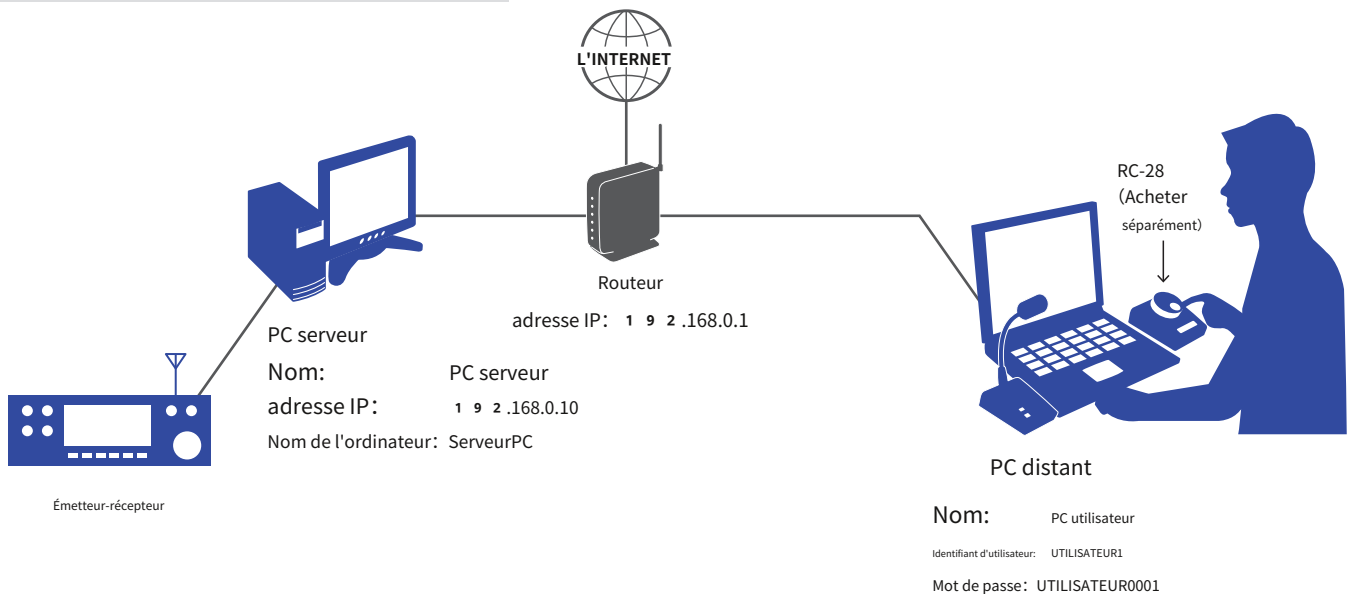 L'INTERNET
RC-28
(Acheter
séparément)
Routeur
adresse IP: 192.168.0.1
PC serveur
Nom: PC serveur
adresse IP: 192.168.0.10
Nom de l'ordinateur: ServeurPC
Émetteur-récepteur
PC distant
Nom: PC utilisateur
Identifiant d'utilisateur: UTILISATEUR1
Mot de passe: UTILISATEUR0001